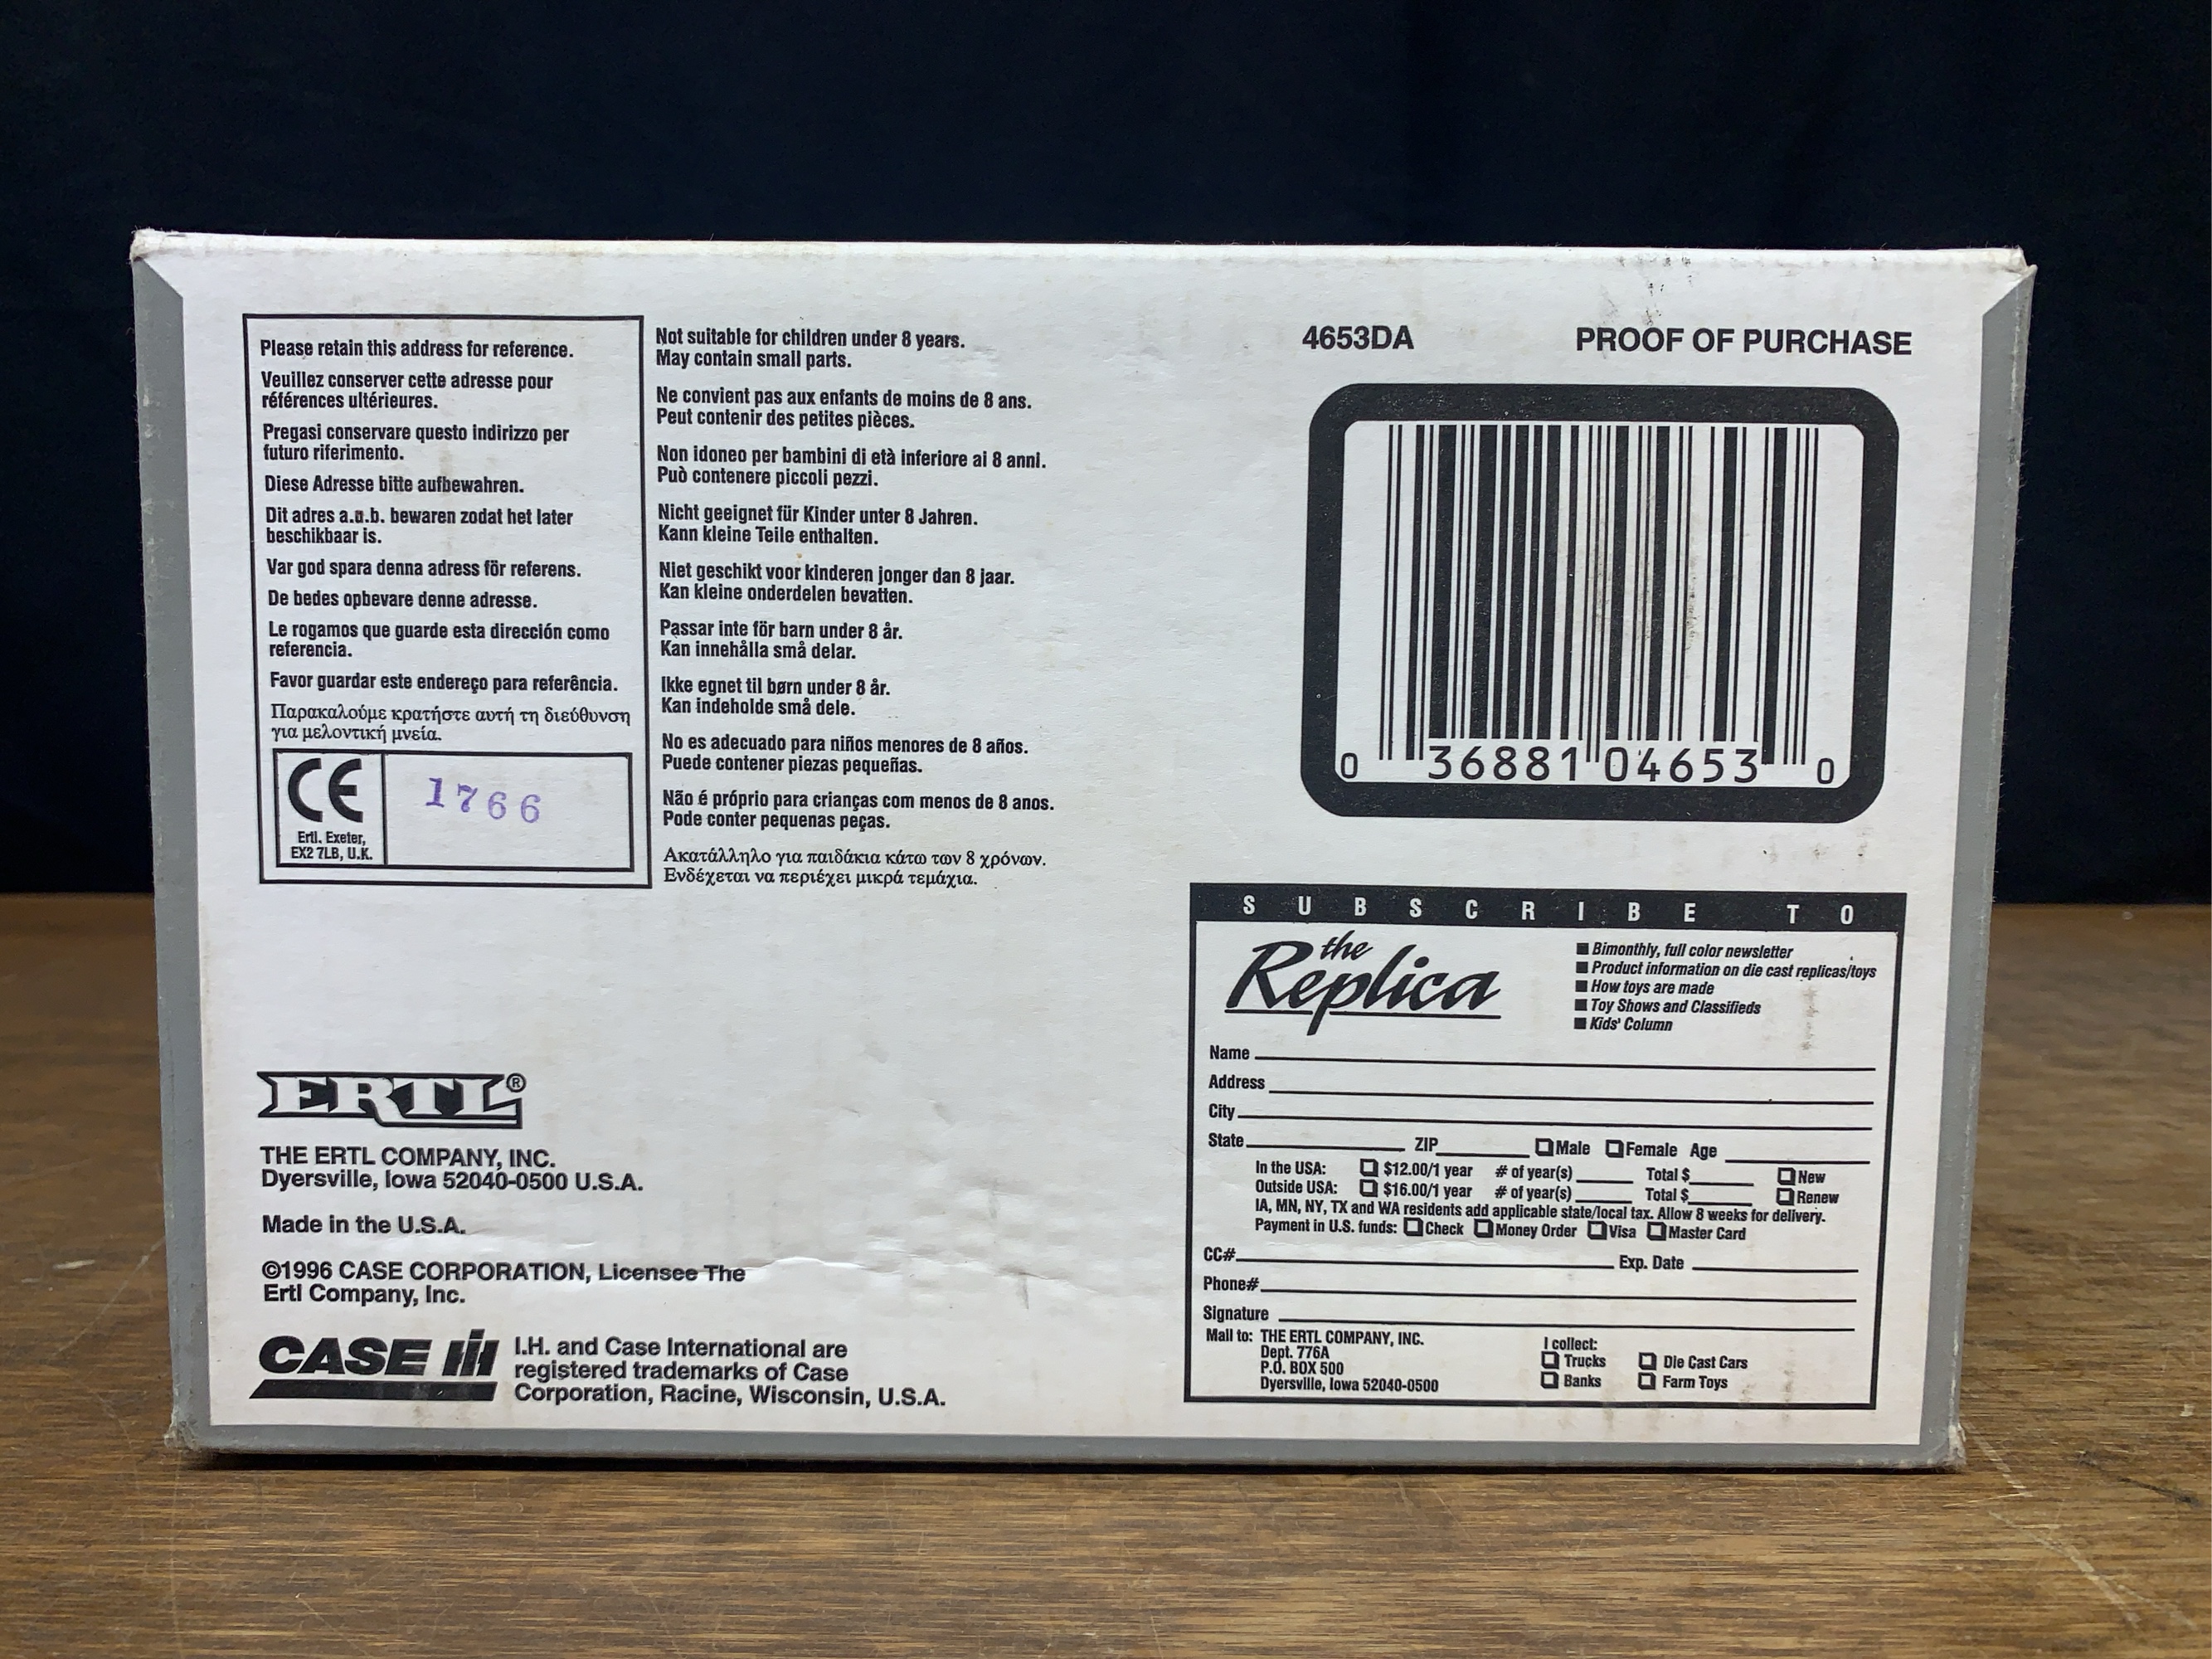 Please retain this address for reference.
Veuillez conserver cette adresse pour
références ultérieures.
Pregasi conservare questo indirizzo per
futuro riferimento.
Diese Adresse bitte aufbewahren.
Dit adres a.u.b. bewaren zodat het later
beschikbaar is.
Var god spara denna adress för referens.
De bedes opbevare denne adresse.
Le rogamos que guarde esta dirección como
referencia.
Favor guardar este endereço para referência.
Παρακαλούμε κρατήστε αυτή τη διεύθυνση
για μελοντική μνεία.
CE
Ertl. Exeter,
EX2 7LB, U.K.
1766
Not suitable for children under 8 years.
May contain small parts.
Ne convient pas aux enfants de moins de 8 ans.
Peut contenir des petites pièces.
Non idoneo per bambini di età inferiore ai 8 anni.
Può contenere piccoli pezzi.
Nicht geeignet für Kinder unter 8 Jahren.
Kann kleine Teile enthalten.
Niet geschikt voor kinderen jonger dan 8 jaar.
Kan kleine onderdelen bevatten.
Passar inte för barn under 8 år.
Kan innehålla små delar.
Ikke egnet til børn under 8 år.
Kan indeholde små dele.
No es adecuado para niños menores de 8 años.
Puede contener piezas pequeñas.
Não é próprio para crianças com menos de 8 anos.
Pode conter pequenas peças.
Ακατάλληλο για παιδάκια κάτω των 8 χρόνων.
Ενδέχεται να περιέχει μικρά τεμάχια.
4653DA PROOF OF PURCHASE
0 36881 04653 0
ERTL®
THE ERTL COMPANY, INC.
Dyersville, Iowa 52040-0500 U.S.A.
Made in the U.S.A.
©1996 CASE CORPORATION, Licensee The
Ertl Company, Inc.
CASE IH
I.H. and Case International are
registered trademarks of Case
Corporation, Racine, Wisconsin, U.S.A.
SUBSCRIBE TO
the
Replica
■ Bimonthly, full color newsletter
■ Product information on die cast replicas/toys
■ How toys are made
■ Toy Shows and Classifieds
■ Kids' Column
Name
Address
City
State ZIP Male Female Age
In the USA: $12.00/1 year # of year(s) Total $ New
Outside USA: $16.00/1 year # of year(s) Total $ Renew
IA, MN, NY, TX and WA residents add applicable state/local tax. Allow 8 weeks for delivery.
Payment in U.S. funds: Check Money Order Visa Master Card
CC# Exp. Date
Phone#
Signature
Mail to: THE ERTL COMPANY, INC.
Dept. 776A
P.O. BOX 500
Dyersville, Iowa 52040-0500
I collect:
Trucks Die Cast Cars
Banks Farm Toys